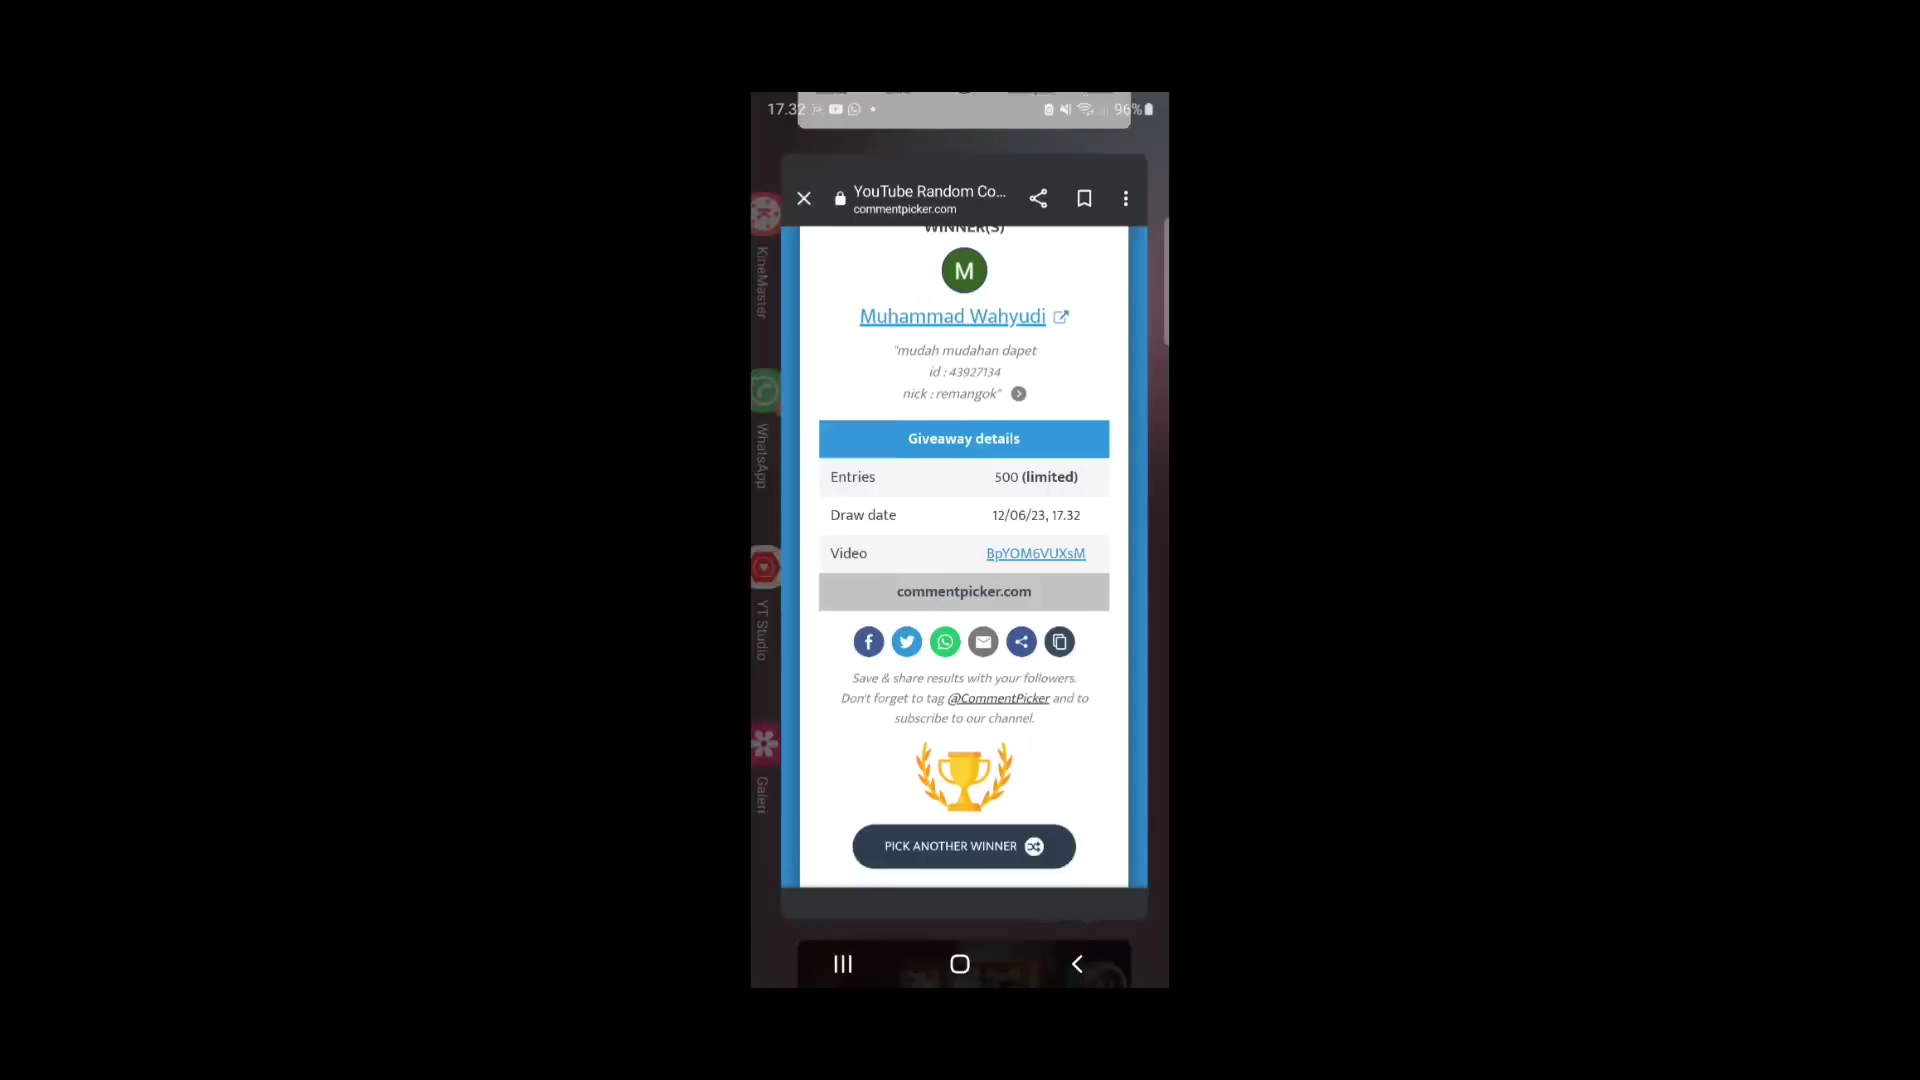 17.32
96%
YouTube Random Co...
commentpicker.com
WINNER(S)
M
Muhammad Wahyudi
"mudah mudahan dapet
id : 43927134
nick : remangok"
Giveaway details
Entries 500 (limited)
Draw date 12/06/23, 17.32
Video BpYOM6VUXsM
commentpicker.com
Save & share results with your followers.
Don't forget to tag @CommentPicker and to
subscribe to our channel.
PICK ANOTHER WINNER
KineMaster
WhatsApp
YT Studio
Galeri